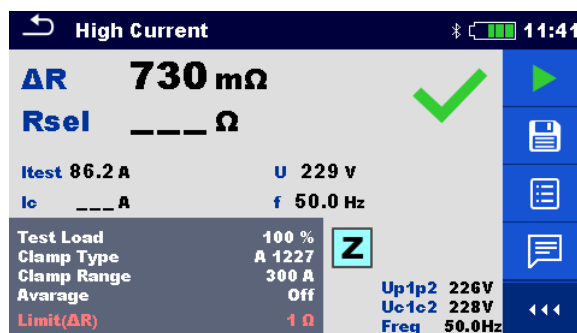 High Current 11:41
ΔR 730 mΩ
Rsel ___ Ω
Itest 86.2 A U 229 V
Ic ___ A f 50.0 Hz
Test Load 100 %
Clamp Type A 1227
Clamp Range 300 A
Avarage Off
Limit(ΔR) 1 Ω
Z
Up1p2 226V
Uc1c2 228V
Freq 50.0Hz